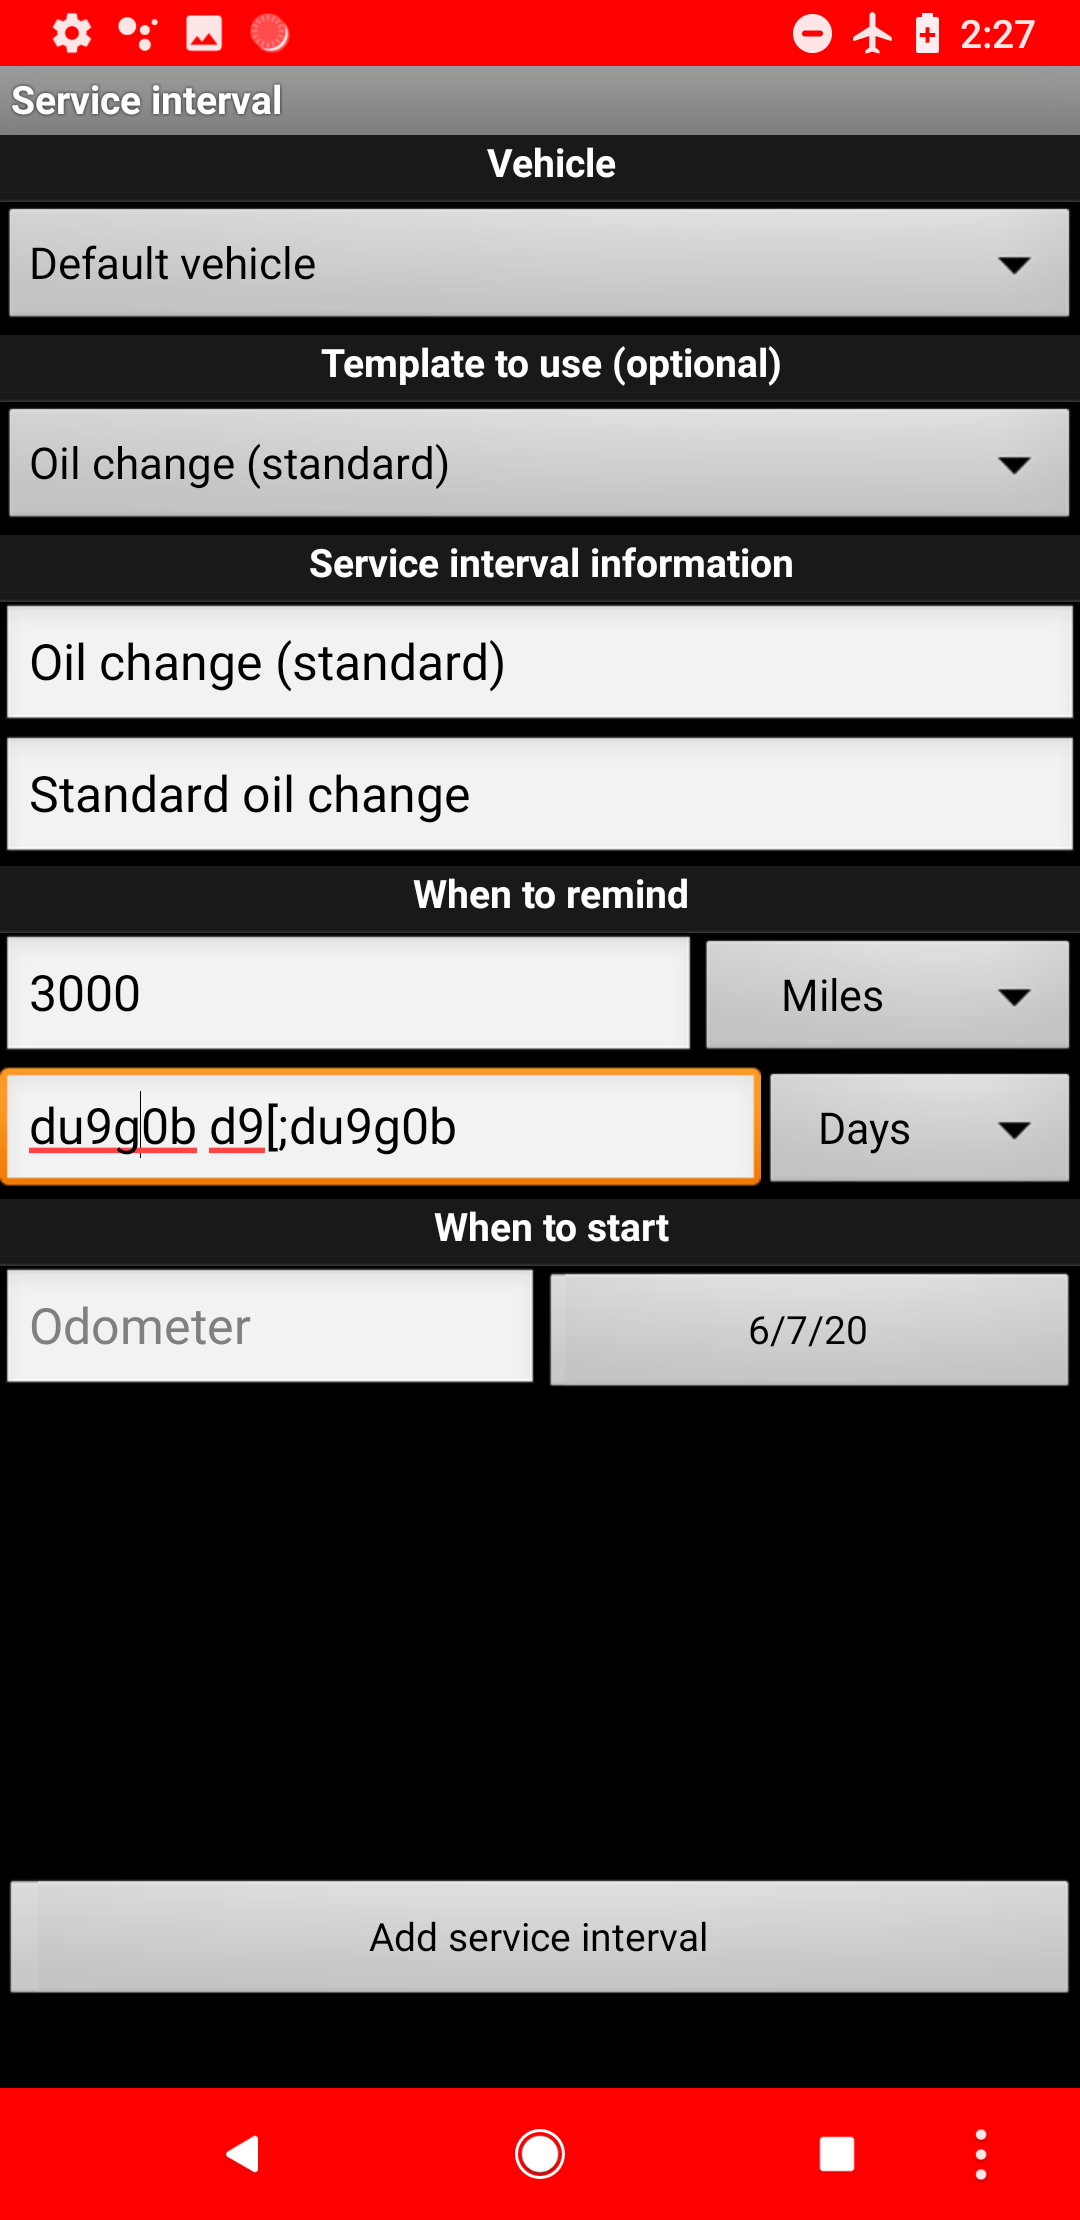 2:27
Service interval
Vehicle
Default vehicle
Template to use (optional)
Oil change (standard)
Service interval information
Oil change (standard)
Standard oil change
When to remind
3000 Miles
du9g0b d9[;du9g0b Days
When to start
Odometer 6/7/20
Add service interval